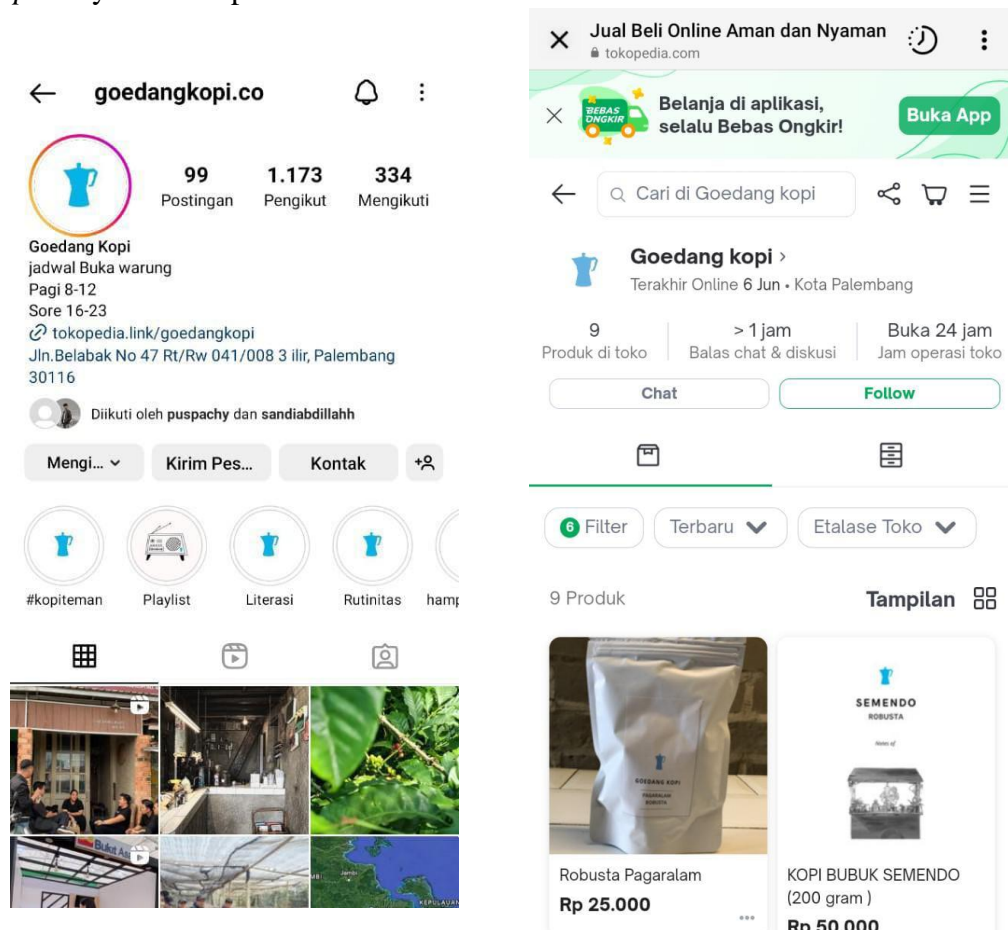 goedangkopi.co
99
1.173
334
Postingan
Pengikut
Mengikuti
Goedang Kopi
jadwal Buka warung
Pagi 8-12
Sore 16-23
tokopedia.link/goedangkopi
Jln.Belabak No 47 Rt/Rw 041/008 3 ilir, Palembang
30116
Diikuti oleh puspachy dan sandiabdillahh
Mengi...
Kirim Pes...
Kontak
#kopiteman
Playlist
Literasi
Rutinitas
hamp
Bukit As
Jambi
KEPULAUAN
Jual Beli Online Aman dan Nyaman
tokopedia.com
BEBAS
ONGKIR
Belanja di aplikasi,
selalu Bebas Ongkir!
Buka App
Cari di Goedang kopi
Goedang kopi
Terakhir Online 6 Jun • Kota Palembang
9
> 1 jam
Buka 24 jam
Produk di toko
Balas chat & diskusi
Jam operasi toko
Chat
Follow
6 Filter
Terbaru
Etalase Toko
9 Produk
Tampilan
GOEDANG KOPI
PAGARALAM
ROBUSTA
SEMENDO
ROBUSTA
Notes of
Robusta Pagaralam
Rp 25.000
KOPI BUBUK SEMENDO
(200 gram )
Rp 50.000